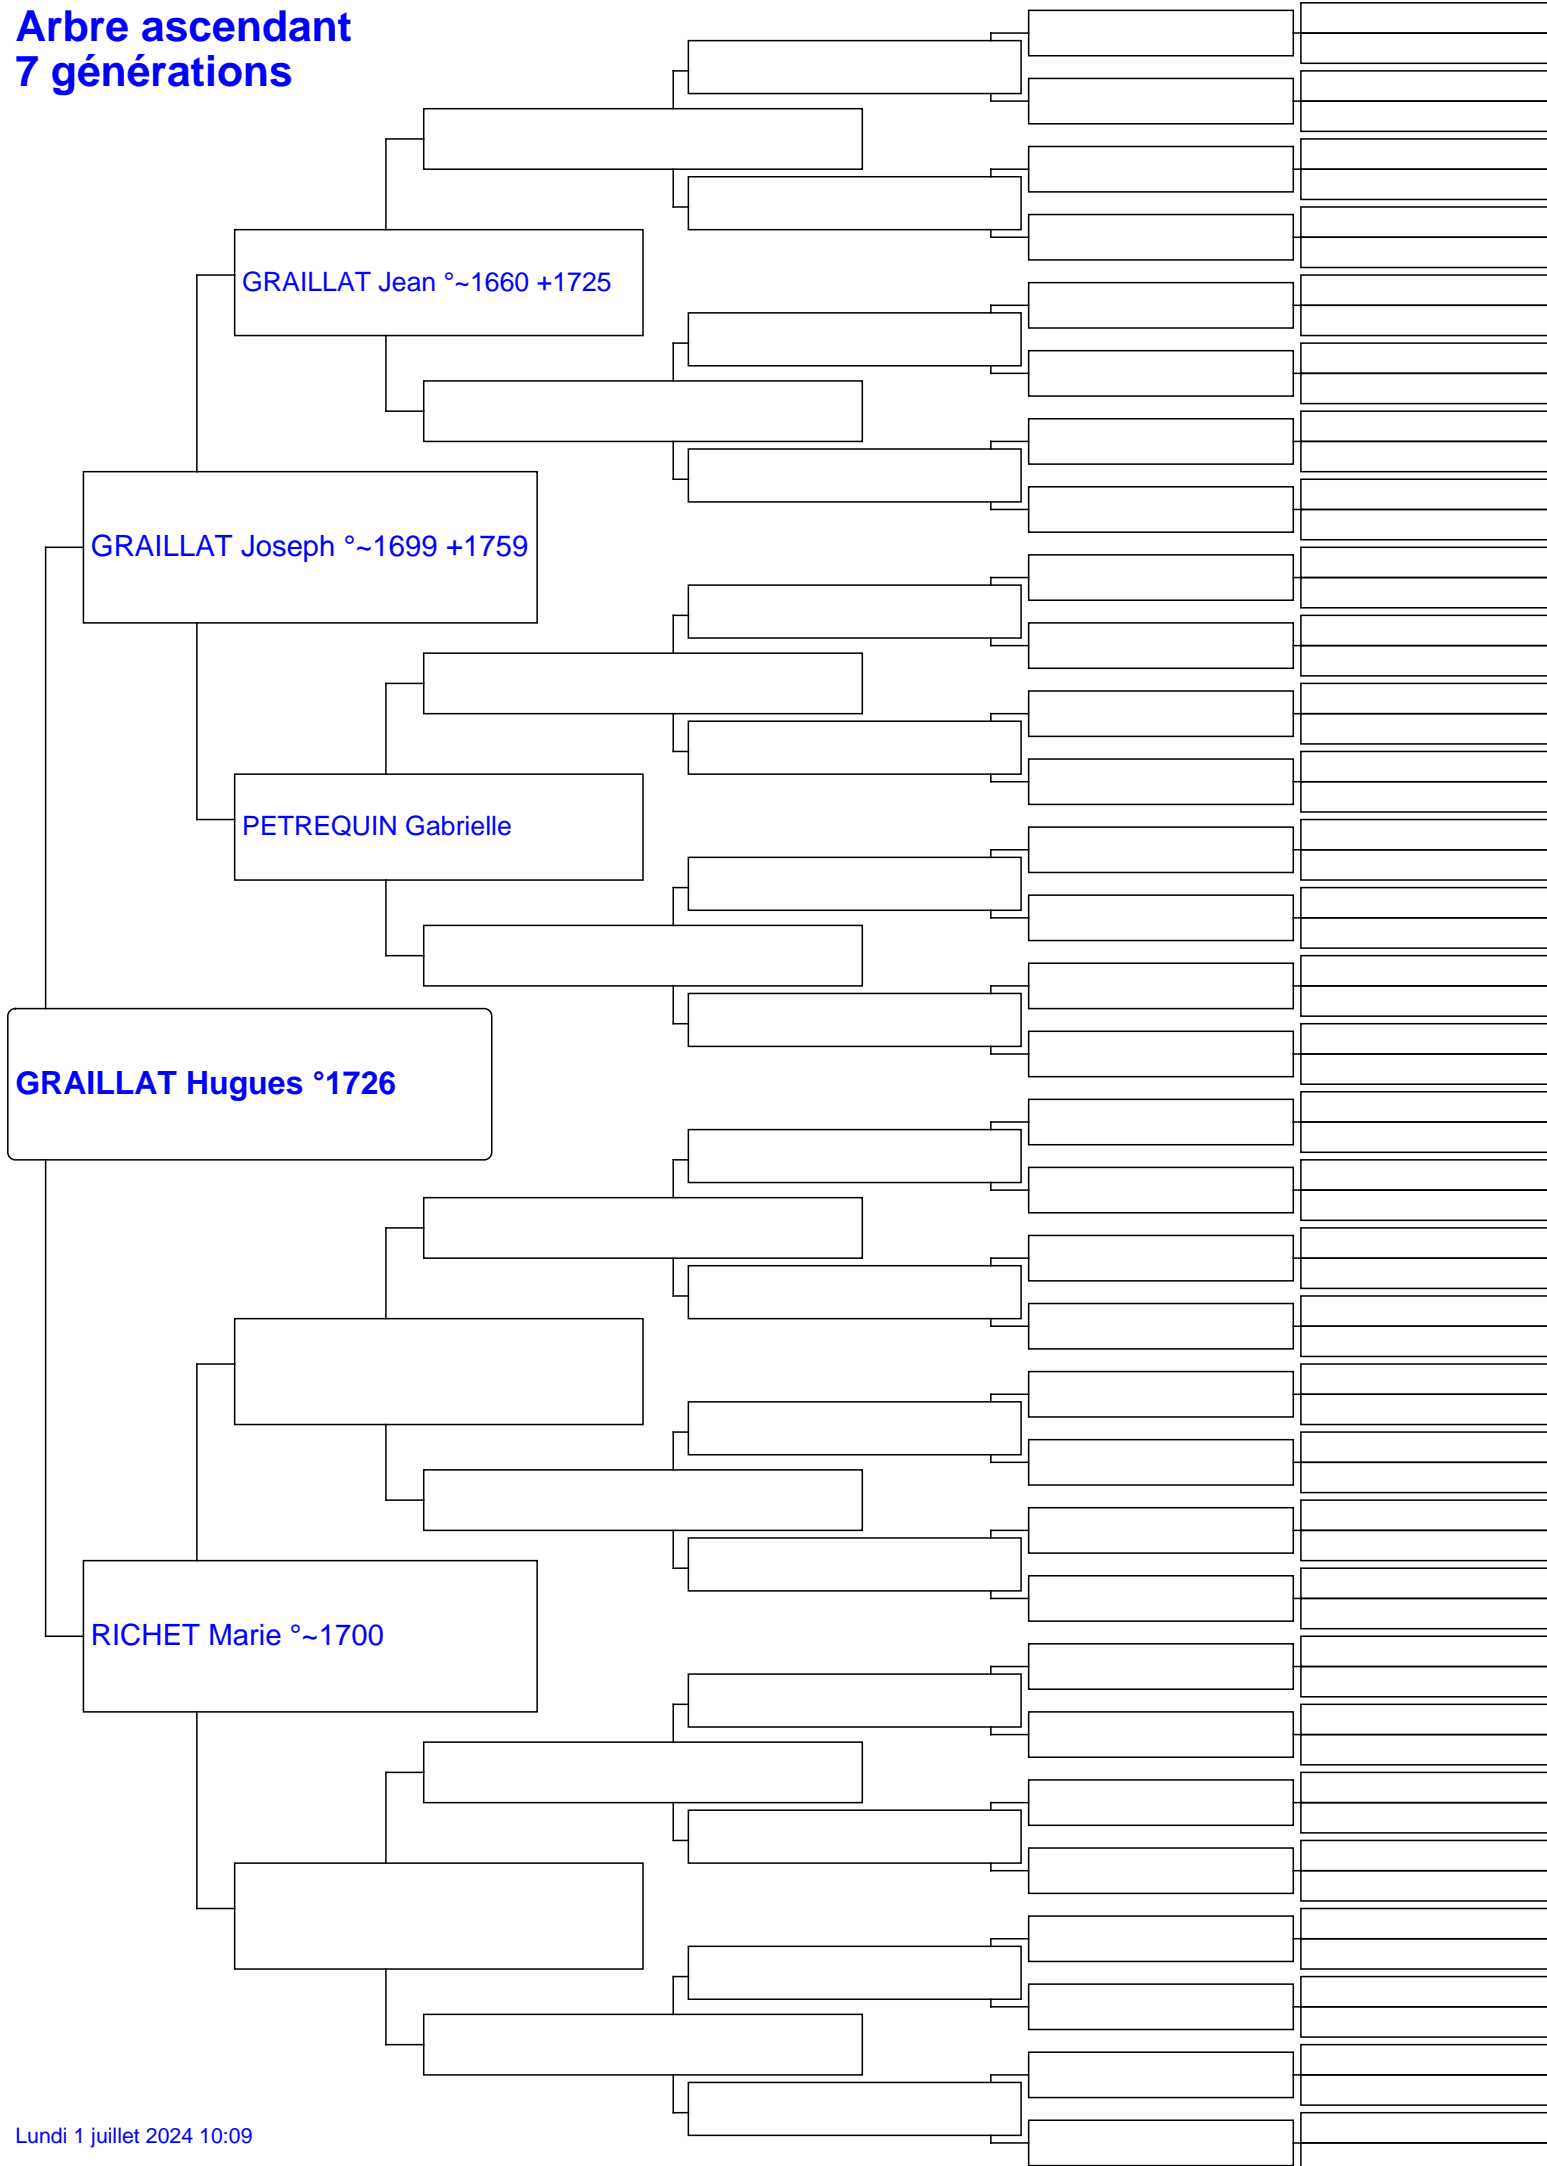 Arbre ascendant
7 générations
GRAILLAT Jean °~1660 +1725
GRAILLAT Joseph °~1699 +1759
PETREQUIN Gabrielle
GRAILLAT Hugues °1726
RICHET Marie °~1700
Lundi 1 juillet 2024 10:09